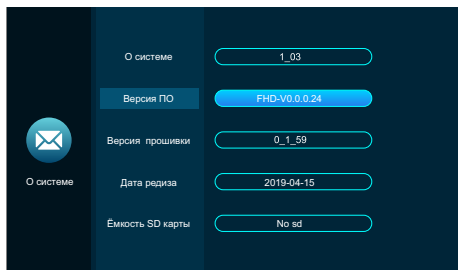 О системе 1_03
Версия ПО FHD-V0.0.0.24
Версия прошивки 0_1_59
О системе
Дата редиза 2019-04-15
Ёмкость SD карты No sd